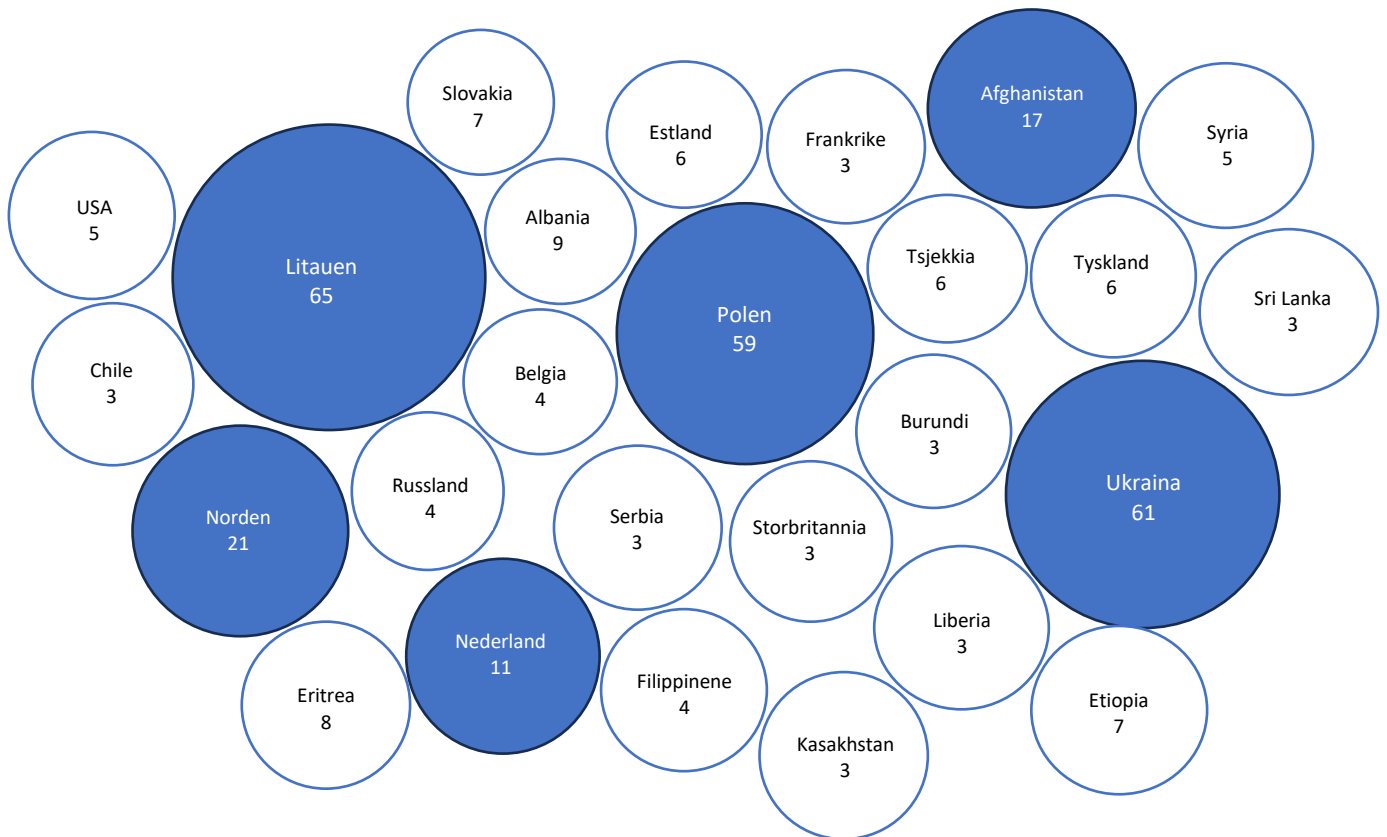 Slovakia
7
Afghanistan
17
Estland
6
Frankrike
3
Syria
5
USA
5
Albania
9
Litauen
65
Tsjekkia
6
Tyskland
6
Sri Lanka
3
Polen
59
Chile
3
Belgia
4
Burundi
3
Russland
4
Ukraina
61
Norden
21
Serbia
3
Storbritannia
3
Liberia
3
Nederland
11
Filippinene
4
Eritrea
8
Etiopia
7
Kasakhstan
3